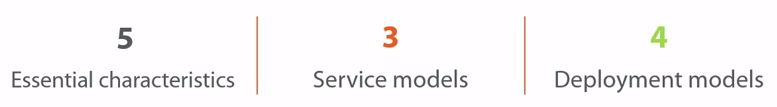 5
Essential characteristics
3
Service models
4
Deployment models